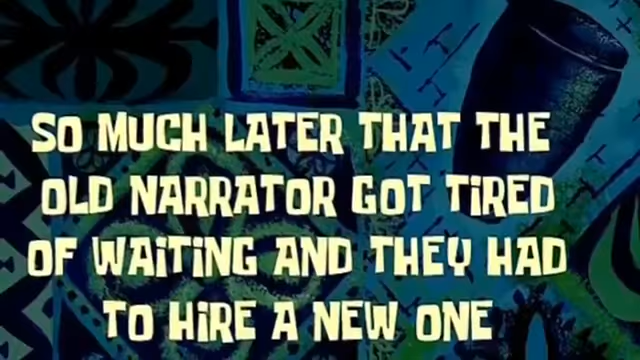 SO MUCH LATER THAT THE
OLD NARRATOR GOT TiRED
OF WAiTiNG AND THEY HAD
TO HiRE A NEW ONE